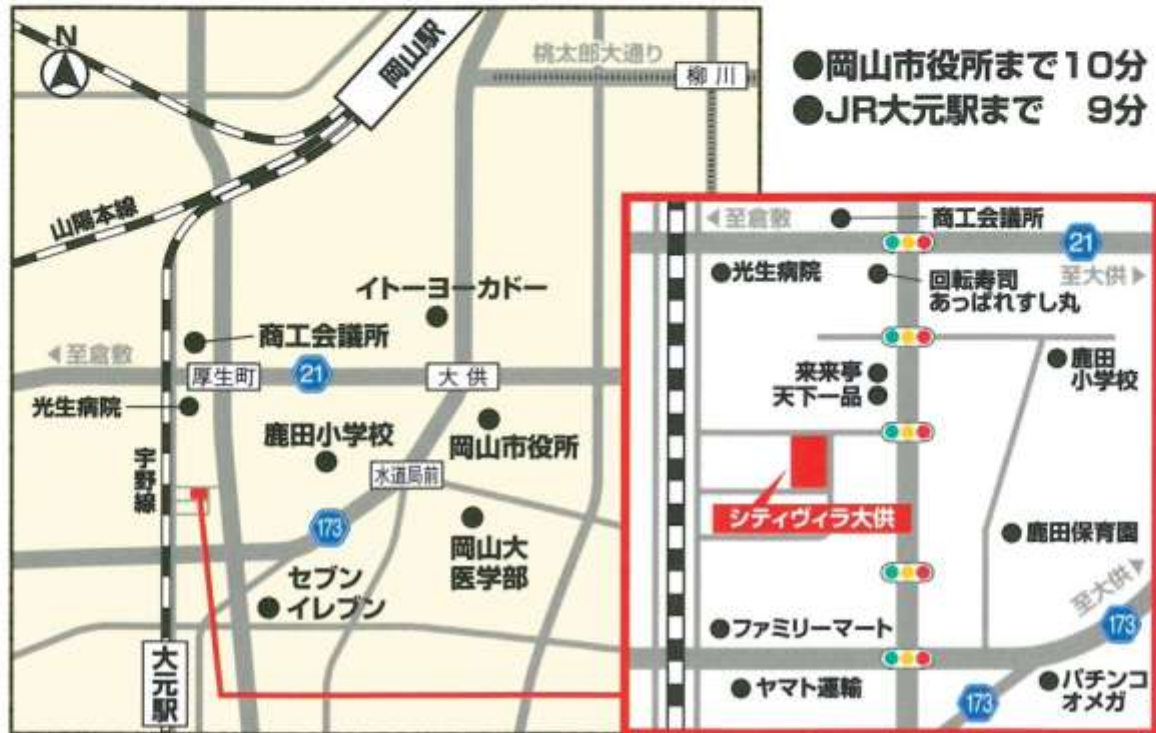 ●岡山市役所まで10分
●JR大元駅まで 9分
N
岡山駅
桃太郎大通り
柳川
山陽本線
イトーヨーカドー
商工会議所
◀至倉敷
厚生町
21
大供
光生病院
鹿田小学校
岡山市役所
宇野線
水道局前
173
岡山大
医学部
セブン
イレブン
大元駅
◀至倉敷
商工会議所
21
至大供▶
光生病院
回転寿司
あっぱれすし丸
鹿田
小学校
来来亭
天下一品
シティヴィラ大供
鹿田保育園
至大供▶
173
ファミリーマート
ヤマト運輸
173
パチンコ
オメガ